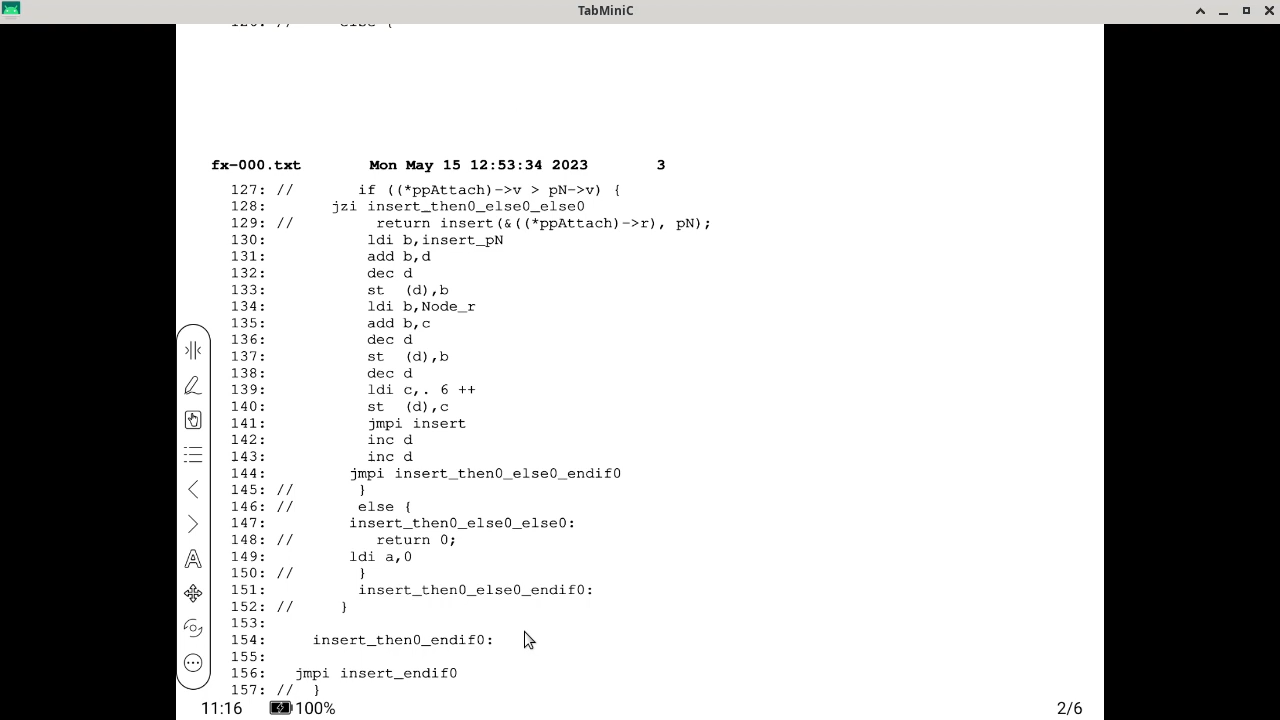 TabMiniC
126: //     else {
fx-000.txt        Mon May 15 12:53:34 2023        3
127: //       if ((*ppAttach)->v > pN->v) {
128:       jzi insert_then0_else0_else0
129: //         return insert(&((*ppAttach)->r), pN);
130:           ldi b,insert_pN
131:           add b,d
132:           dec d
133:           st  (d),b
134:           ldi b,Node_r
135:           add b,c
136:           dec d
137:           st  (d),b
138:           dec d
139:           ldi c,. 6 ++
140:           st  (d),c
141:           jmpi insert
142:           inc d
143:           inc d
144:         jmpi insert_then0_else0_endif0
145: //       }
146: //       else {
147:         insert_then0_else0_else0:
148: //         return 0;
149:         ldi a,0
150: //       }
151:          insert_then0_else0_endif0:
152: //     }
153:
154:     insert_then0_endif0:
155:
156:   jmpi insert_endif0
157: //  }
11:16 100% 2/6